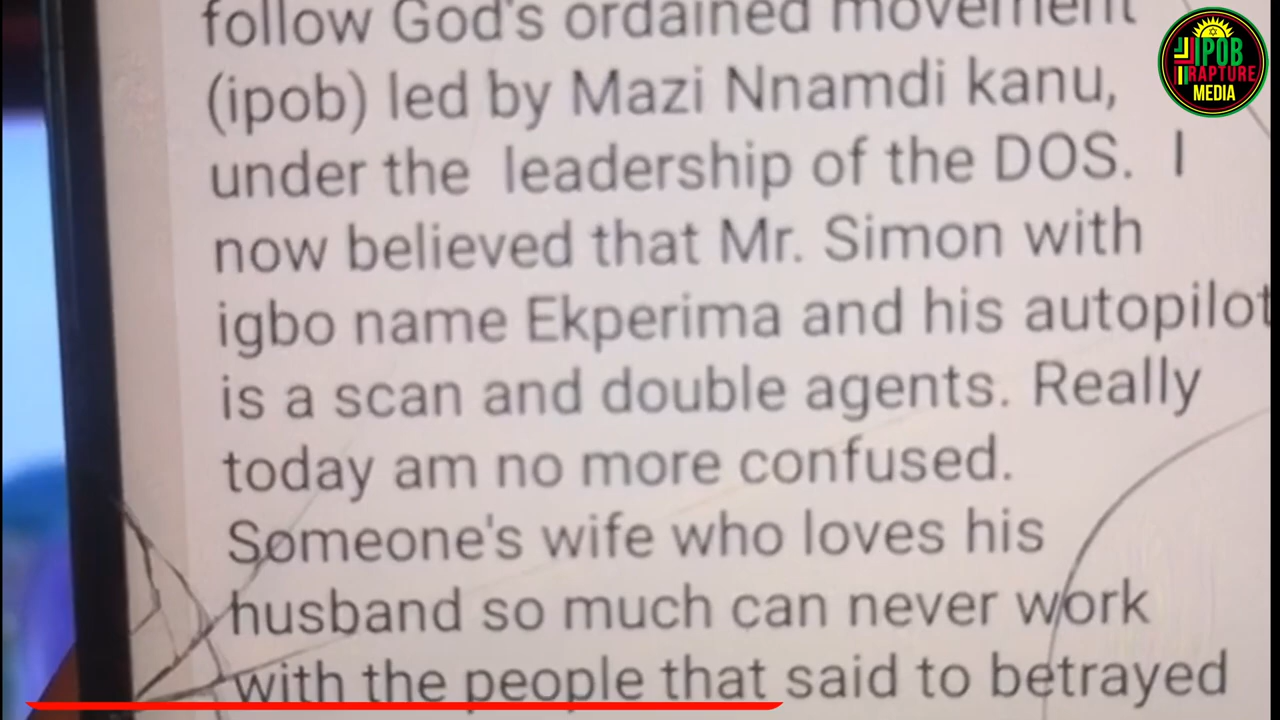 follow God's ordained movement
(ipob) led by Mazi Nnamdi kanu,
under the leadership of the DOS. I
now believed that Mr. Simon with
igbo name Ekperima and his autopilot
is a scan and double agents. Really
today am no more confused.
Someone's wife who loves his
husband so much can never work
with the people that said to betrayed
IPOB
RAPTURE
MEDIA